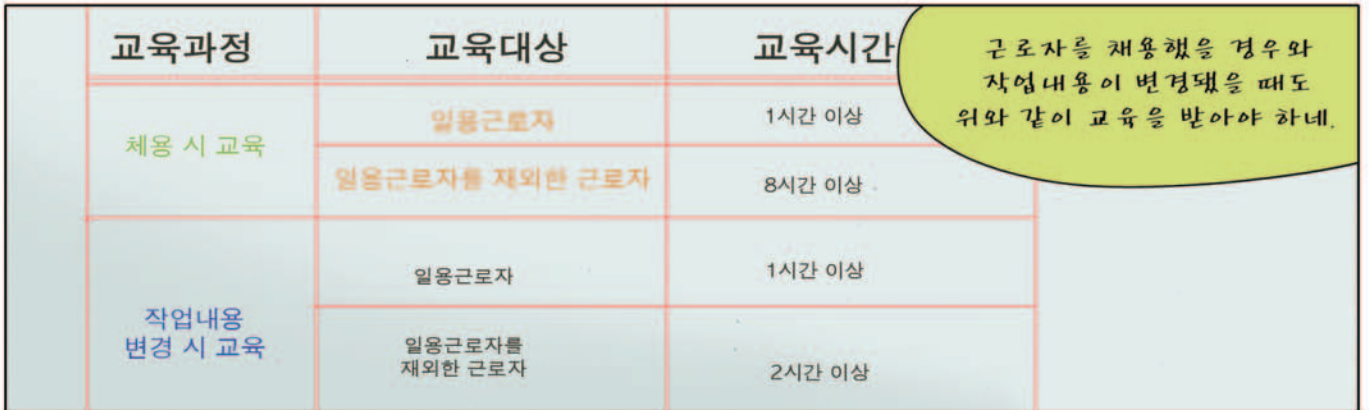 교육과정 교육대상 교육시간
근로자를 채용했을 경우와
작업내용이 변경됐을 때도
위와 같이 교육을 받아야 하네.
체용 시 교육
일용근로자
1시간 이상
일용근로자를 재외한 근로자
8시간 이상
작업내용
변경 시 교육
일용근로자
1시간 이상
일용근로자를
재외한 근로자
2시간 이상